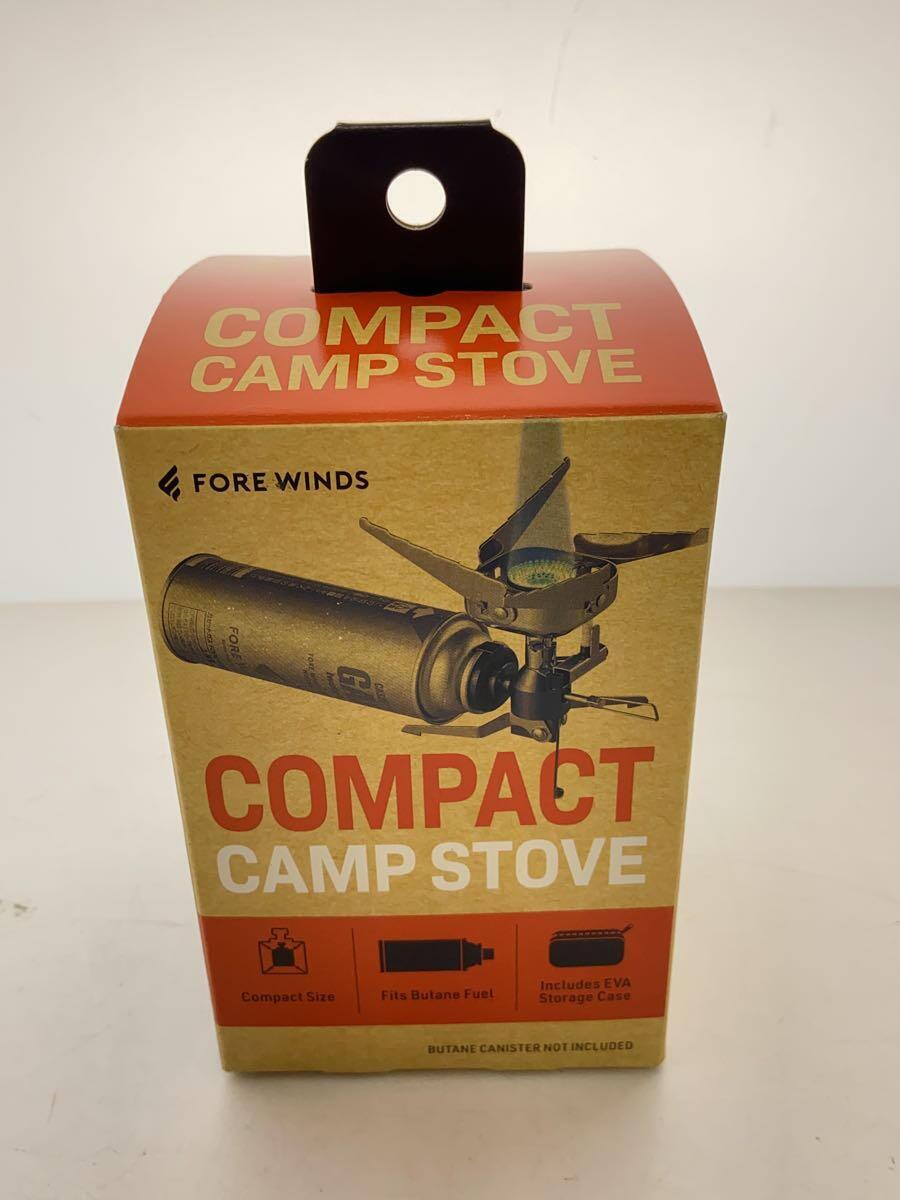 COMPACT
CAMP STOVE
FORE WINDS
FORE
COMPACT
CAMP STOVE
Compact Size
Fits Butane Fuel
Includes EVA
Storage Case
BUTANE CANISTER NOT INCLUDED